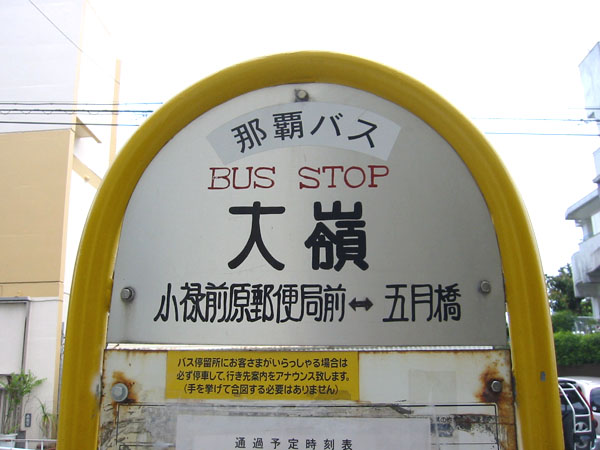 那覇バス
BUS STOP
大嶺
小禄前原郵便局前↔五月橋
バス停留所にお客さまがいらっしゃる場合は
必ず停車して、行き先案内をアナウンス致します。
(手を挙げて合図する必要はありません)
通過予定時刻表